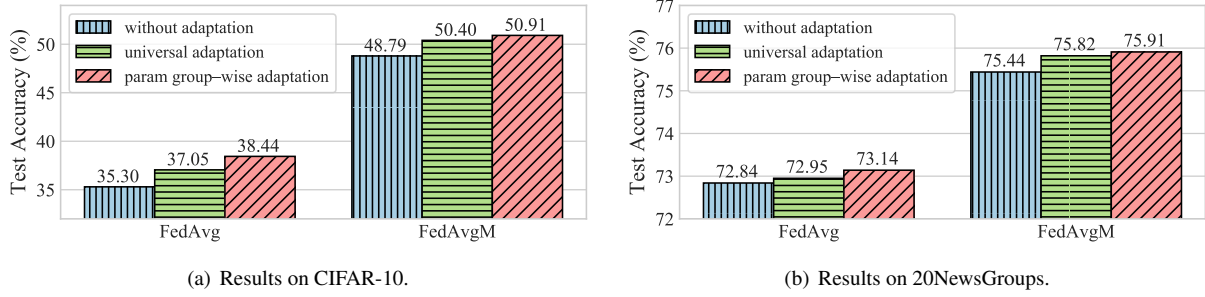 Test Accuracy (%)
50
45
40
35
without adaptation
universal adaptation
param group–wise adaptation
35.30
37.05
38.44
48.79
50.40
50.91
FedAvg
FedAvgM
(a) Results on CIFAR-10.
Test Accuracy (%)
77
76
75
74
73
72
without adaptation
universal adaptation
param group–wise adaptation
72.84
72.95
73.14
75.44
75.82
75.91
FedAvg
FedAvgM
(b) Results on 20NewsGroups.